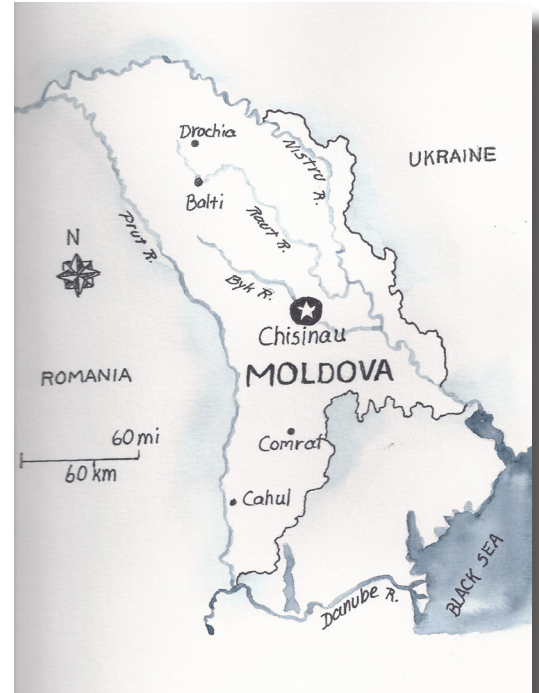 Drochia
NISTRU R.
UKRAINE
Balti
Raut R.
Prut R.
N
Byk R.
Chisinau
MOLDOVA
ROMANIA
60 mi
60 km
Comrat
Cahul
BLACK SEA
Danube R.